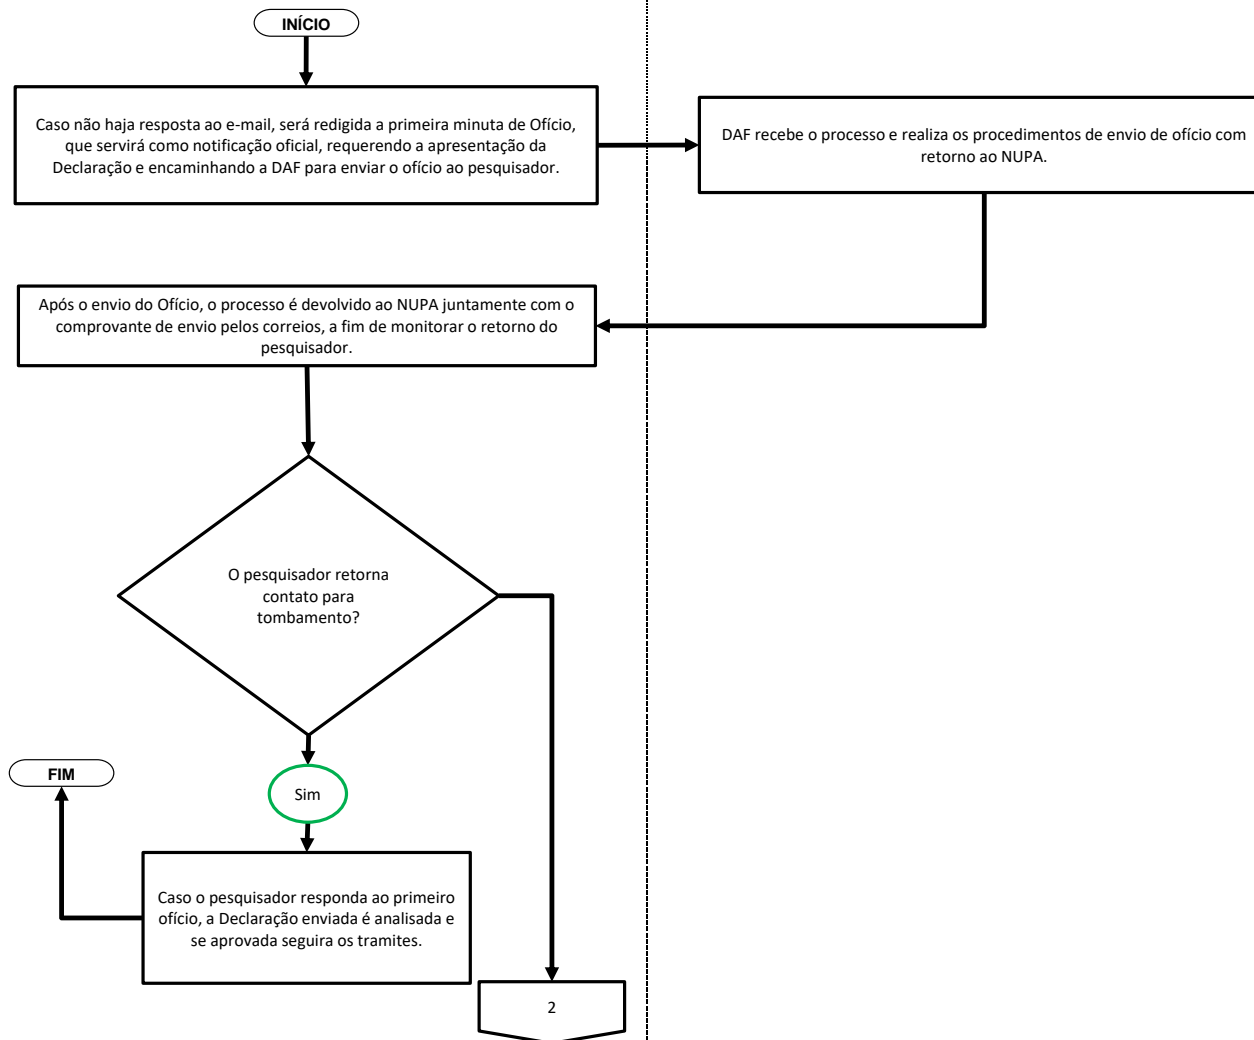 INÍCIO
Caso não haja resposta ao e-mail, será redigida a primeira minuta de Ofício,
que servirá como notificação oficial, requerendo a apresentação da
Declaração e encaminhando a DAF para enviar o ofício ao pesquisador.
DAF recebe o processo e realiza os procedimentos de envio de ofício com
retorno ao NUPA.
Após o envio do Ofício, o processo é devolvido ao NUPA juntamente com o
comprovante de envio pelos correios, a fim de monitorar o retorno do
pesquisador.
O pesquisador retorna
contato para
tombamento?
Sim
FIM
Caso o pesquisador responda ao primeiro
ofício, a Declaração enviada é analisada e
se aprovada seguira os tramites.
2